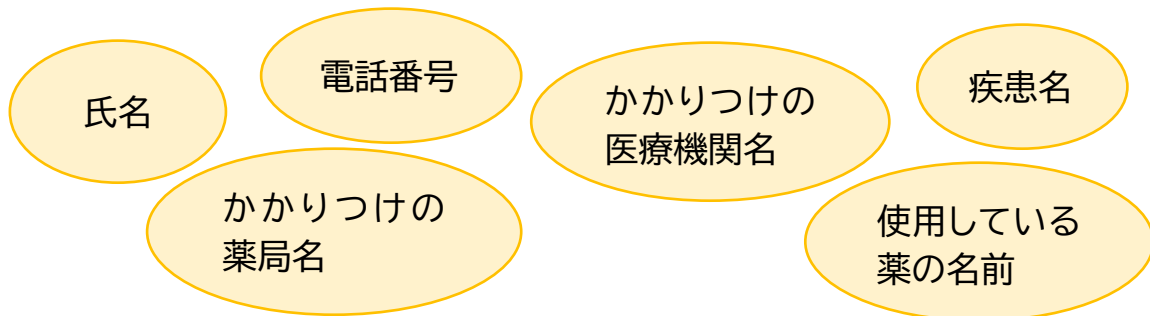 氏名
電話番号
かかりつけの
医療機関名
疾患名
かかりつけの
薬局名
使用している
薬の名前